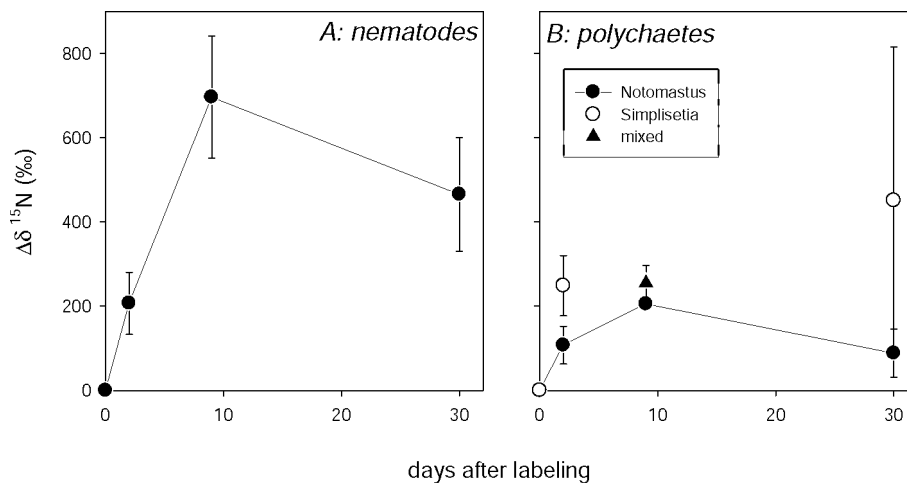 A: nematodes
B: polychaetes
800
600
400
200
0
Δδ ¹⁵N (‰)
Notomastus
Simplisetia
mixed
0 10 20 30
0 10 20 30
days after labeling